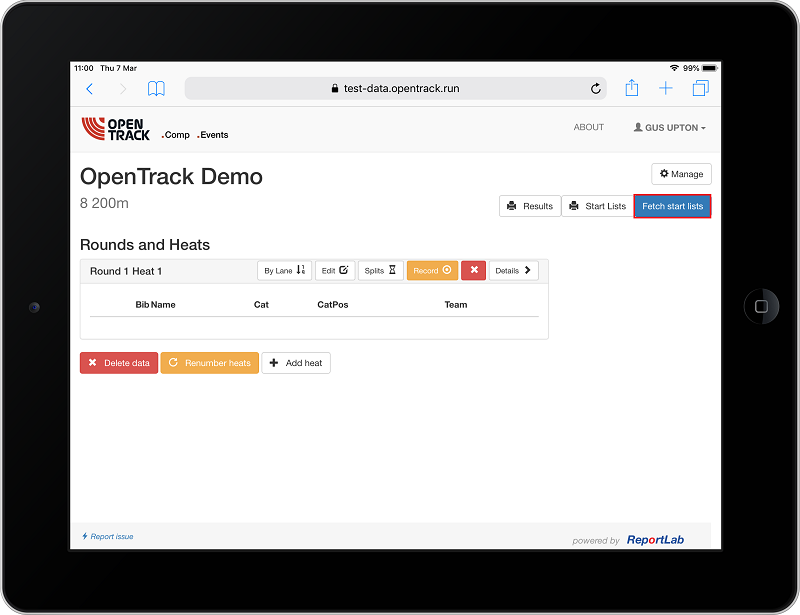 11:00 Thu 7 Mar 99%
test-data.opentrack.run
OPEN
TRACK .Comp .Events ABOUT GUS UPTON
OpenTrack Demo Manage
8 200m
Results Start Lists Fetch start lists
Rounds and Heats
Round 1 Heat 1 By Lane Edit Splits Record Details
Bib Name Cat CatPos Team
Delete data Renumber heats Add heat
Report issue powered by ReportLab